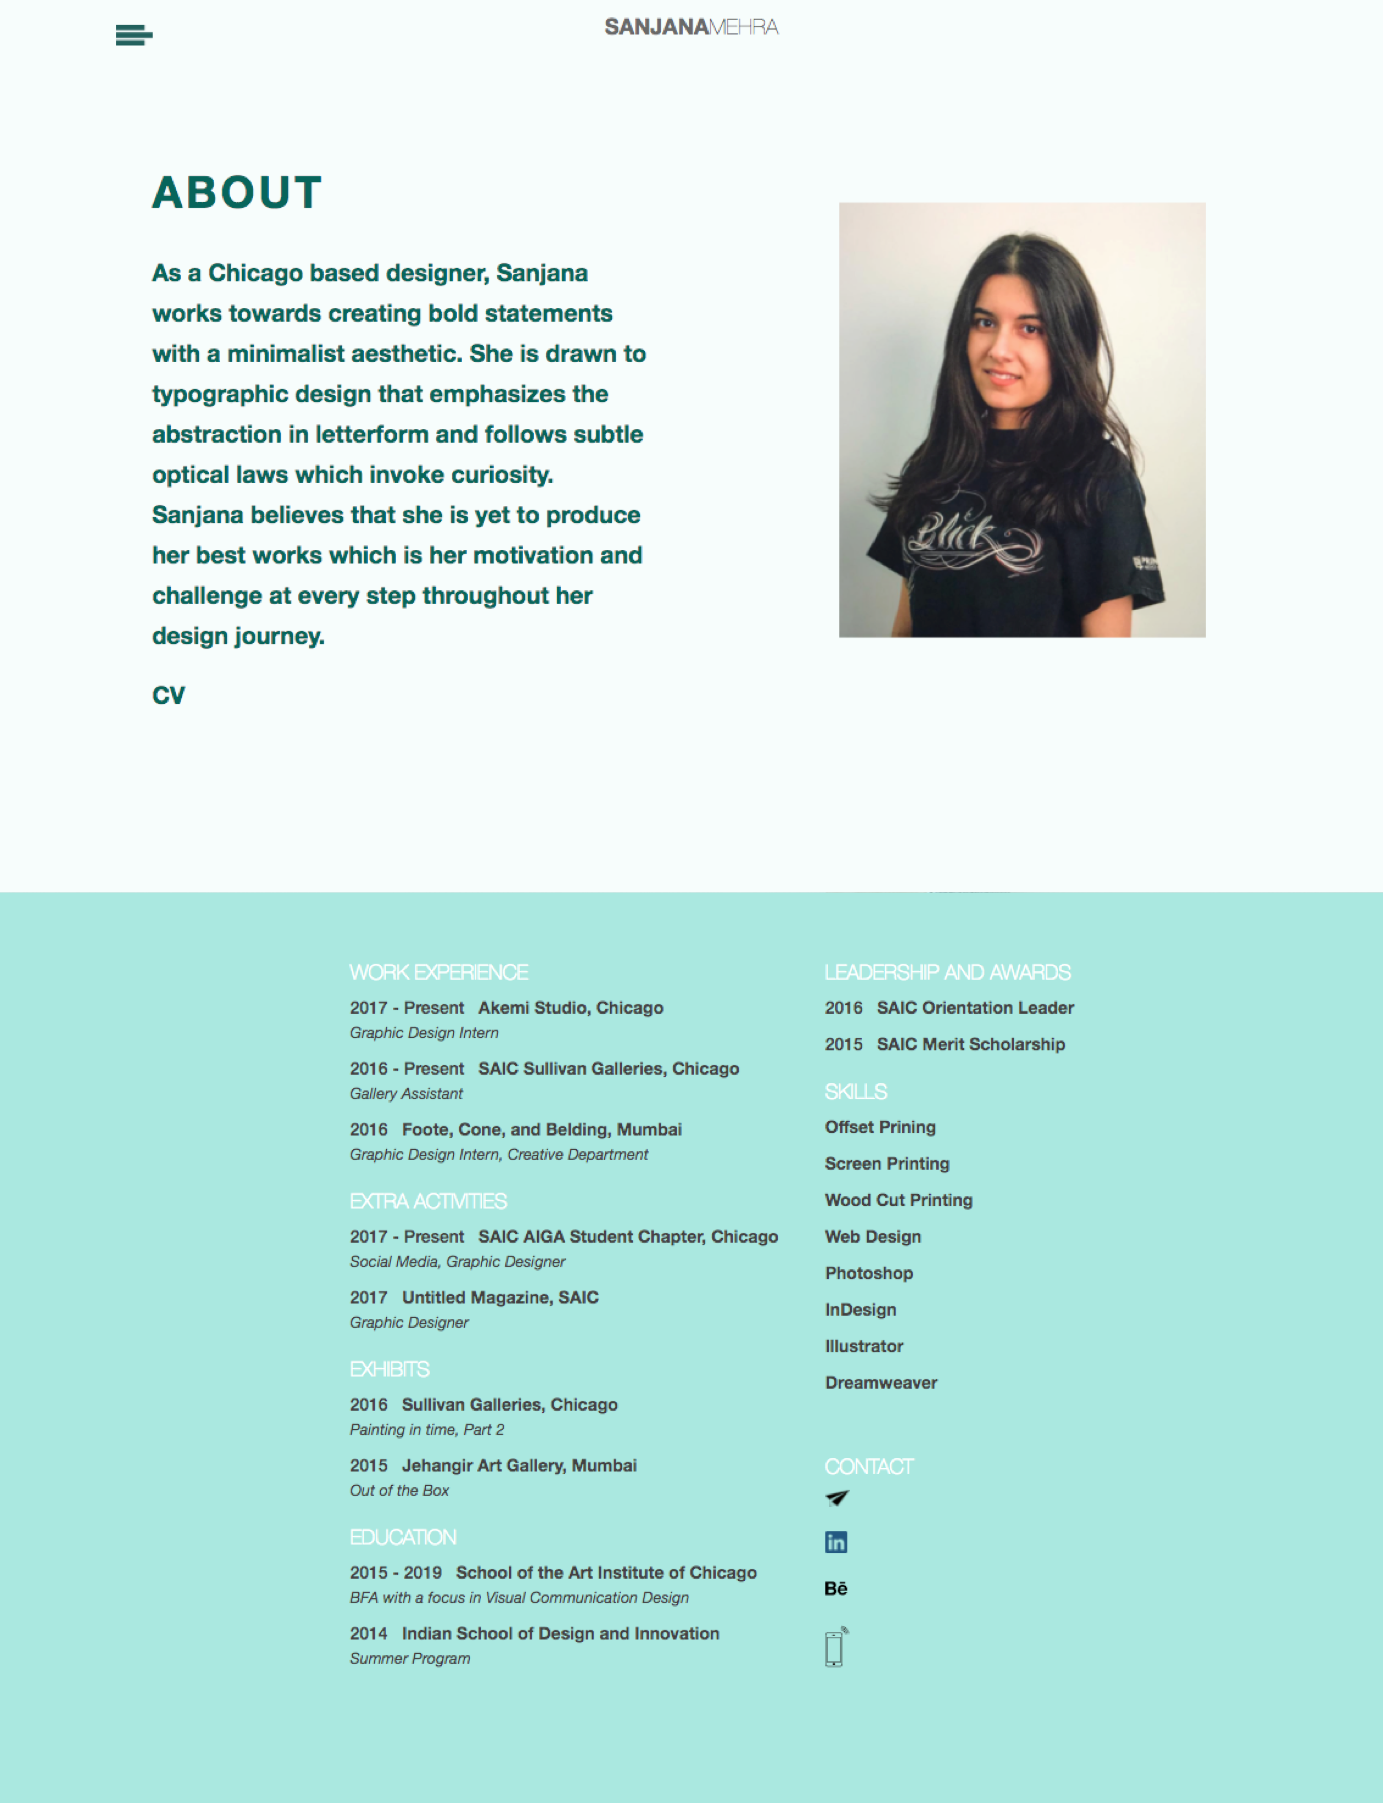 SANJANAMEHRA
ABOUT
As a Chicago based designer, Sanjana
works towards creating bold statements
with a minimalist aesthetic. She is drawn to
typographic design that emphasizes the
abstraction in letterform and follows subtle
optical laws which invoke curiosity.
Sanjana believes that she is yet to produce
her best works which is her motivation and
challenge at every step throughout her
design journey.
CV
Blick
WORK EXPERIENCE
2017 - Present Akemi Studio, Chicago
Graphic Design Intern
2016 - Present SAIC Sullivan Galleries, Chicago
Gallery Assistant
2016 Foote, Cone, and Belding, Mumbai
Graphic Design Intern, Creative Department
EXTRA ACTIVITIES
2017 - Present SAIC AIGA Student Chapter, Chicago
Social Media, Graphic Designer
2017 Untitled Magazine, SAIC
Graphic Designer
EXHIBITS
2016 Sullivan Galleries, Chicago
Painting in time, Part 2
2015 Jehangir Art Gallery, Mumbai
Out of the Box
EDUCATION
2015 - 2019 School of the Art Institute of Chicago
BFA with a focus in Visual Communication Design
2014 Indian School of Design and Innovation
Summer Program
LEADERSHIP AND AWARDS
2016 SAIC Orientation Leader
2015 SAIC Merit Scholarship
SKILLS
Offset Prining
Screen Printing
Wood Cut Printing
Web Design
Photoshop
InDesign
Illustrator
Dreamweaver
CONTACT
in
Bē